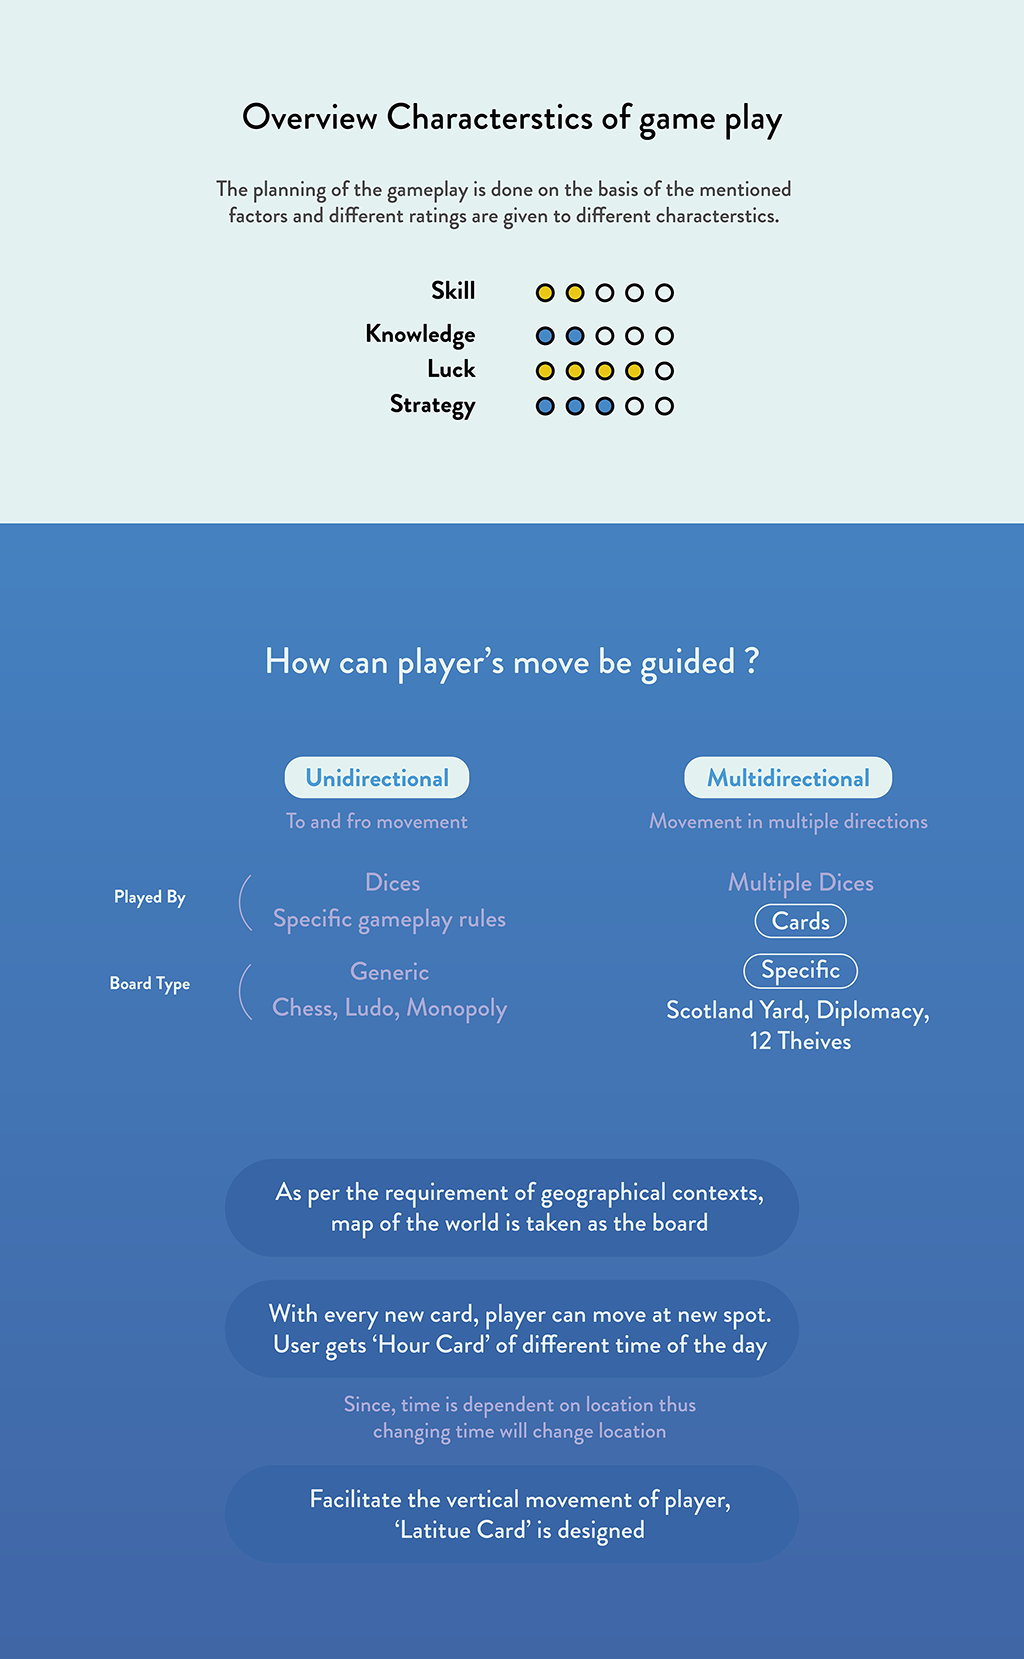 Overview Characterstics of game play
The planning of the gameplay is done on the basis of the mentioned
factors and different ratings are given to different characterstics.
Skill
Knowledge
Luck
Strategy
How can player’s move be guided ?
Unidirectional
Multidirectional
To and fro movement
Movement in multiple directions
Played By
Dices
Specific gameplay rules
Multiple Dices
Cards
Board Type
Generic
Chess, Ludo, Monopoly
Specific
Scotland Yard, Diplomacy,
12 Theives
As per the requirement of geographical contexts,
map of the world is taken as the board
With every new card, player can move at new spot.
User gets ‘Hour Card’ of different time of the day
Since, time is dependent on location thus
changing time will change location
Facilitate the vertical movement of player,
‘Latitue Card’ is designed